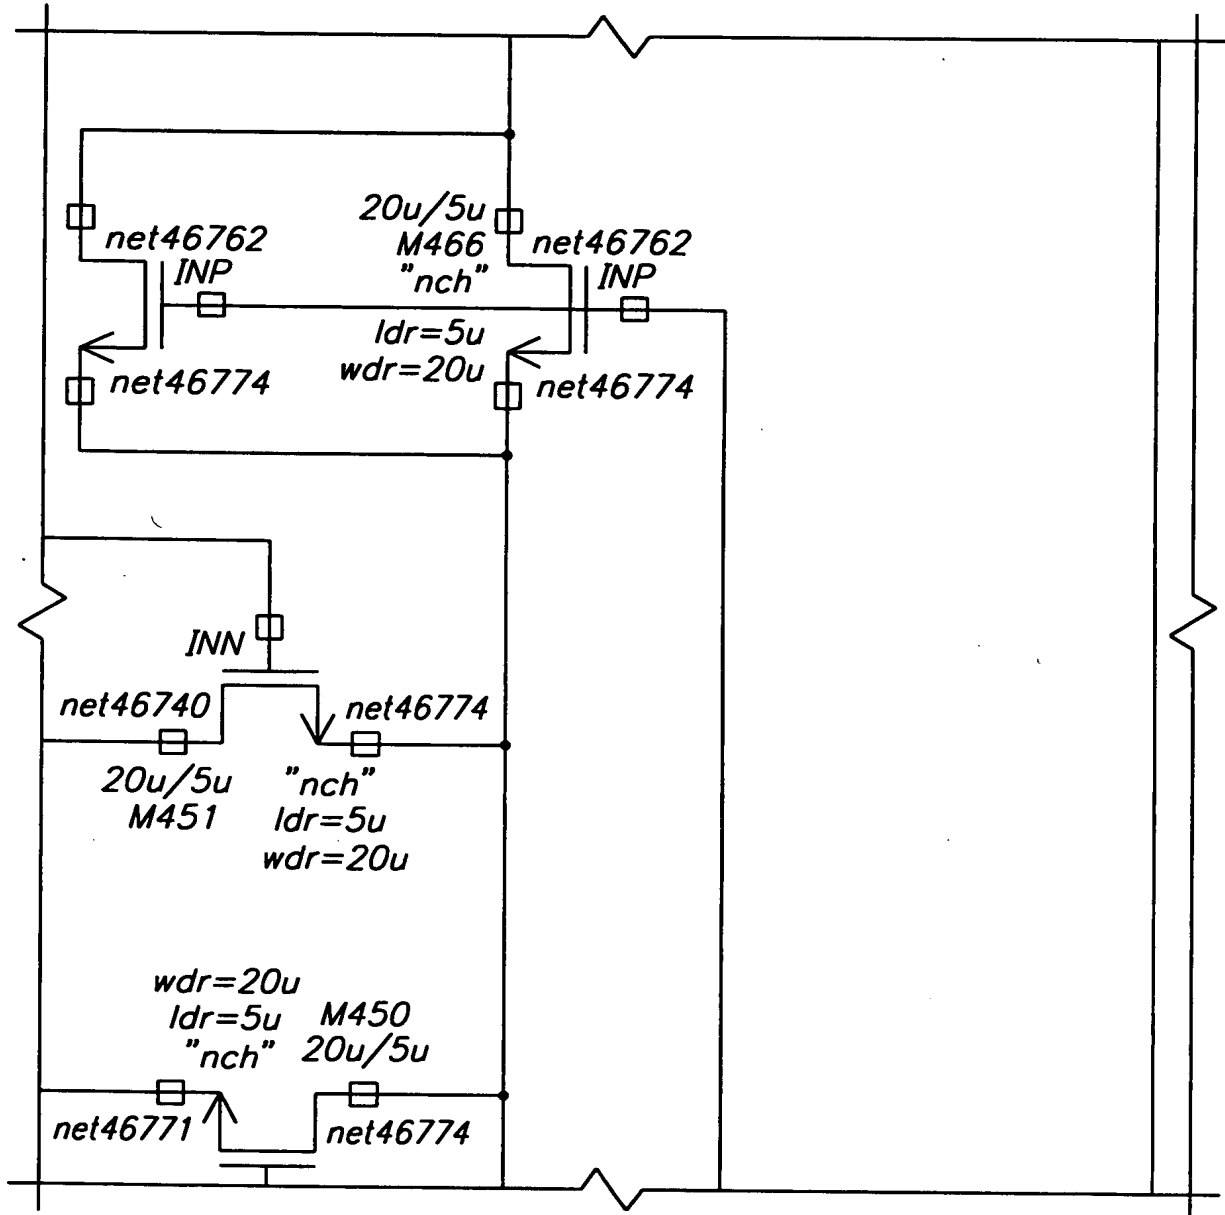 20u/5u
net46762
M466
net46762
INP
"nch"
INP
ldr=5u
wdr=20u
net46774
net46774
INN
net46740
net46774
20u/5u
"nch"
M451
ldr=5u
wdr=20u
wdr=20u
ldr=5u
M450
"nch"
20u/5u
net46771
net46774